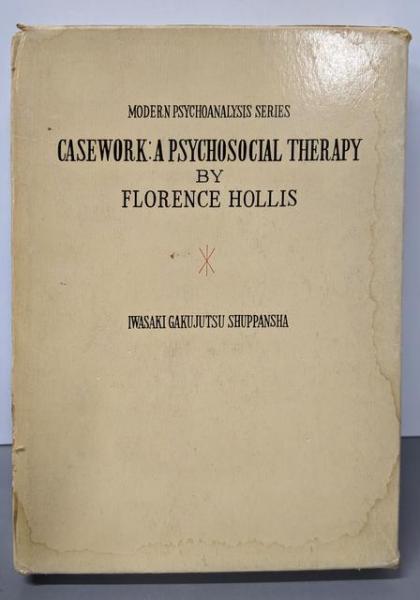 MODERN PSYCHOANALYSIS SERIES
CASEWORK: A PSYCHOSOCIAL THERAPY
BY
FLORENCE HOLLIS
IWASAKI GAKUJUTSU SHUPPANSHA